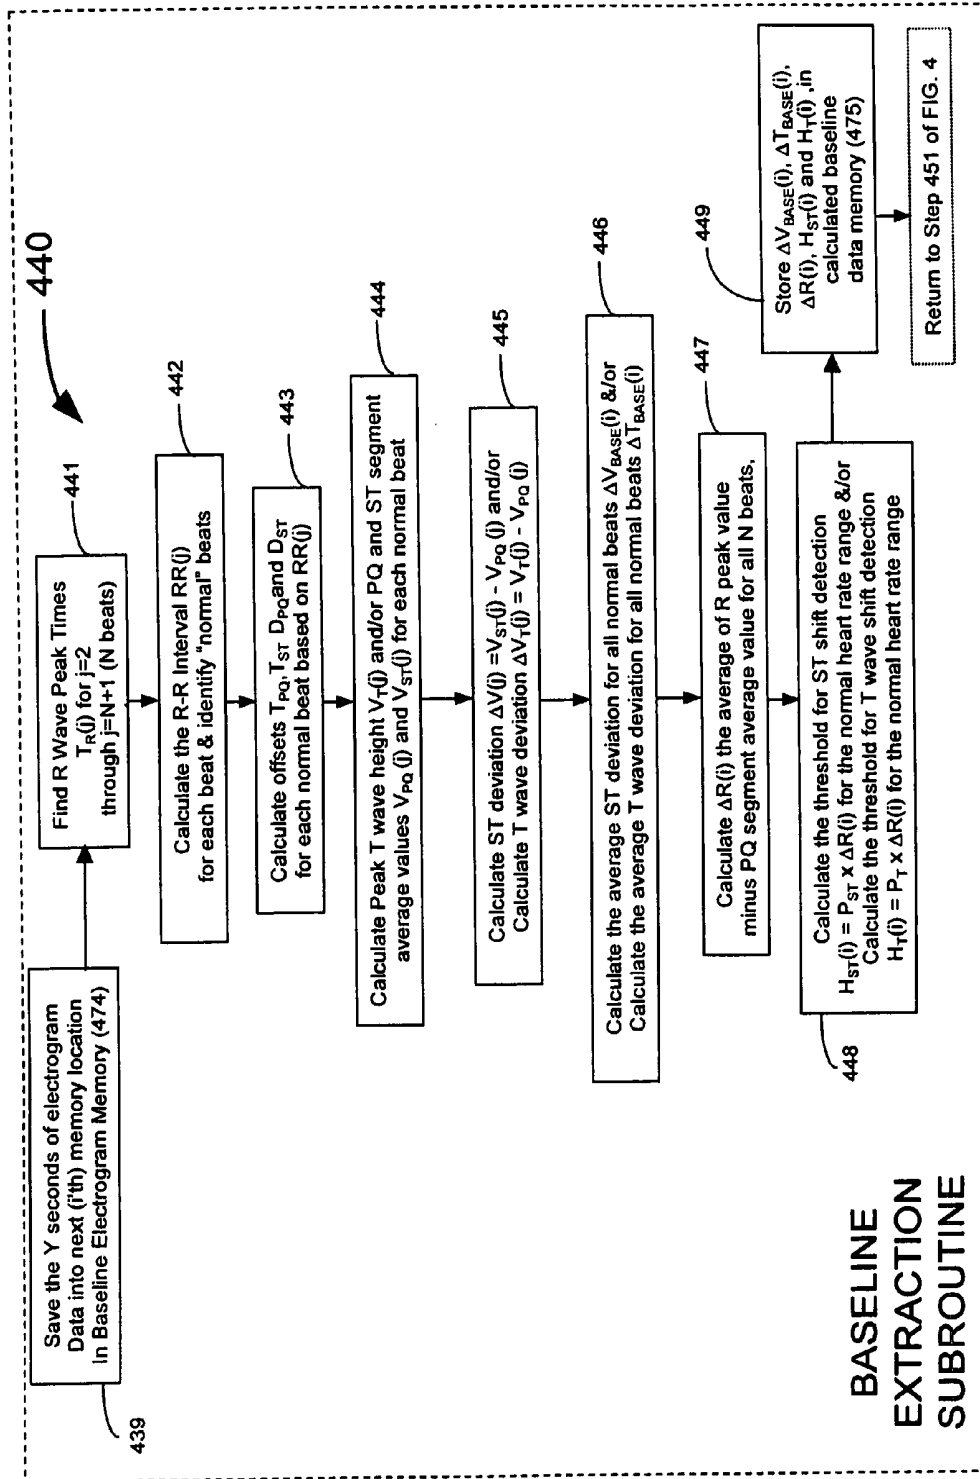 440
439
Save the Y seconds of electrogram
Data into next (i'th) memory location
In Baseline Electrogram Memory (474)
441
Find R Wave Peak Times
T_R(j) for j=2
through j=N+1 (N beats)
442
Calculate the R-R Interval RR(j)
for each beat & identify "normal" beats
443
Calculate offsets T_PQ, T_ST D_PQ and D_ST
for each normal beat based on RR(j)
444
Calculate Peak T wave height V_T(j) and/or PQ and ST segment
average values V_PQ (j) and V_ST(j) for each normal beat
445
Calculate ST deviation ΔV(j) =V_ST(j) - V_PQ (j) and/or
Calculate T wave deviation ΔV_T(j) = V_T(j) - V_PQ (j)
446
Calculate the average ST deviation for all normal beats ΔV_BASE(i) &/or
Calculate the average T wave deviation for all normal beats ΔT_BASE(i)
447
Calculate ΔR(i) the average of R peak value
minus PQ segment average value for all N beats,
448
Calculate the threshold for ST shift detection
H_ST(i) = P_ST x ΔR(i) for the normal heart rate range &/or
Calculate the threshold for T wave shift detection
H_T(i) = P_T x ΔR(i) for the normal heart rate range
449
Store ΔV_BASE(i), ΔT_BASE(i),
ΔR(i), H_ST(i) and H_T(i) ,in
calculated baseline
data memory (475)
Return to Step 451 of FIG. 4
BASELINE
EXTRACTION
SUBROUTINE